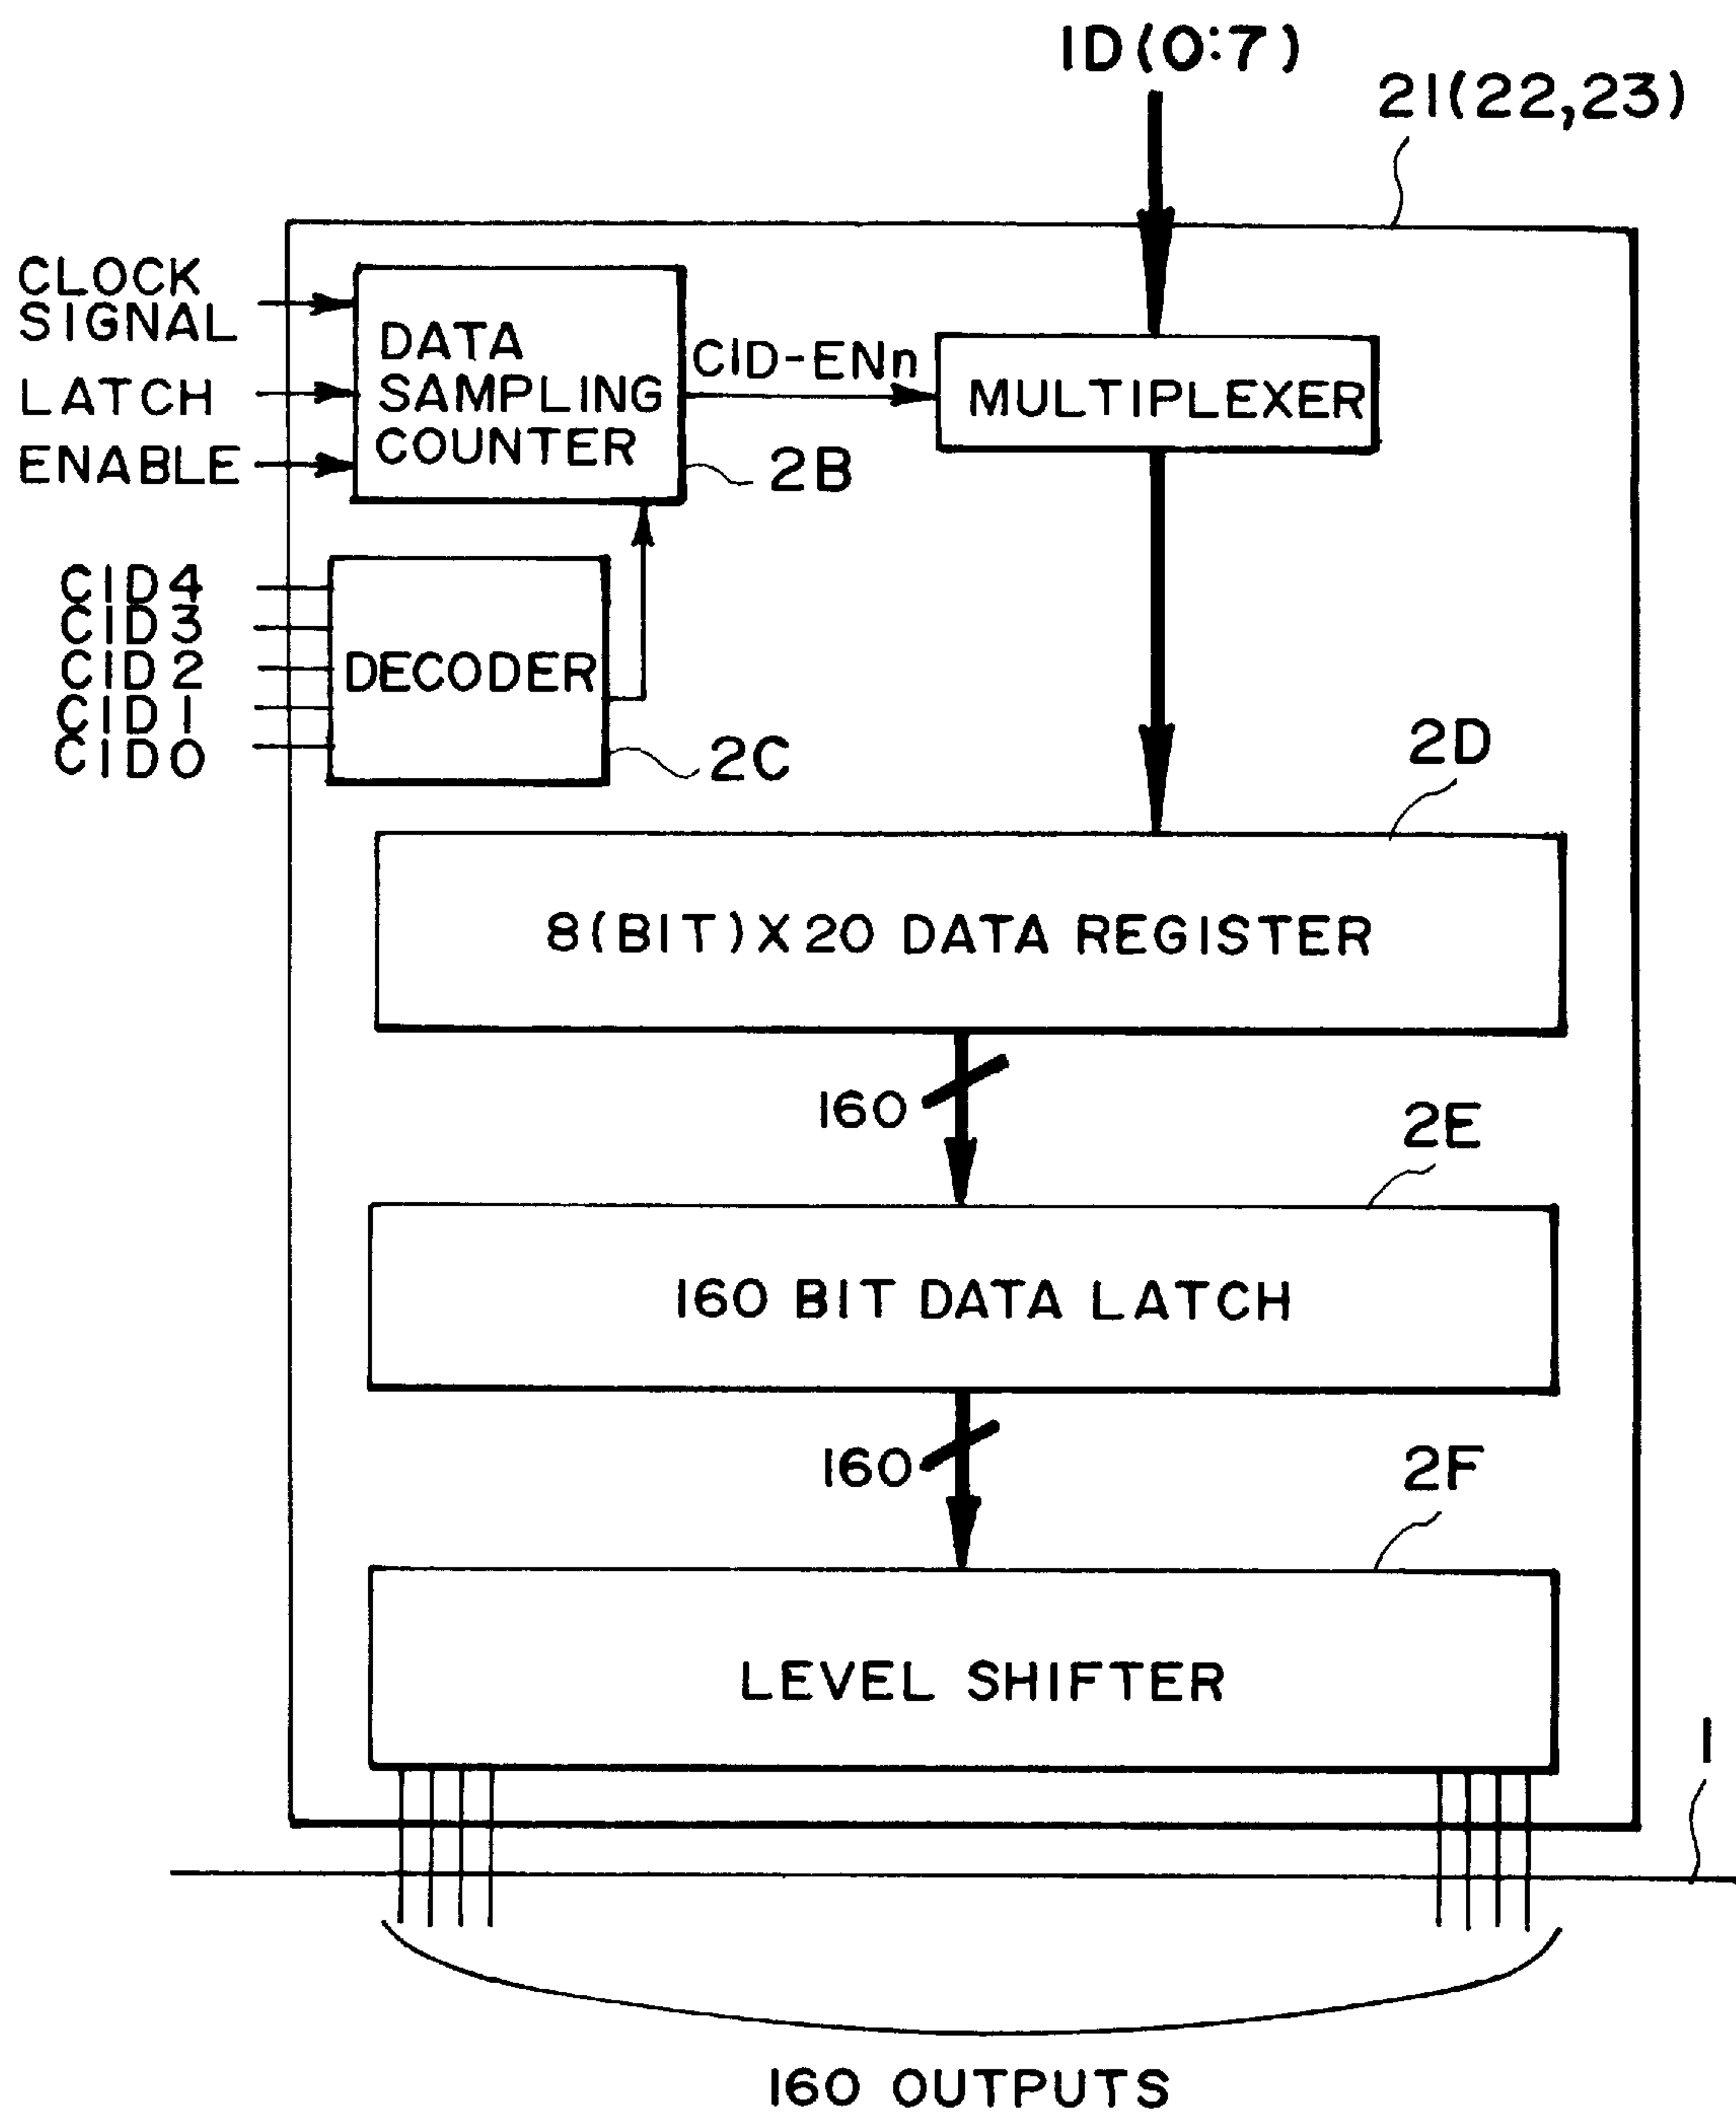 ID(0:7)
21(22,23)
CLOCK
SIGNAL
LATCH
ENABLE
DATA
SAMPLING
COUNTER
CID-ENn
MULTIPLEXER
2B
CID4
CID3
CID2
CID1
CID0
DECODER
2C
2D
8(BIT)X20 DATA REGISTER
160
2E
160 BIT DATA LATCH
160
2F
LEVEL SHIFTER
1
160 OUTPUTS